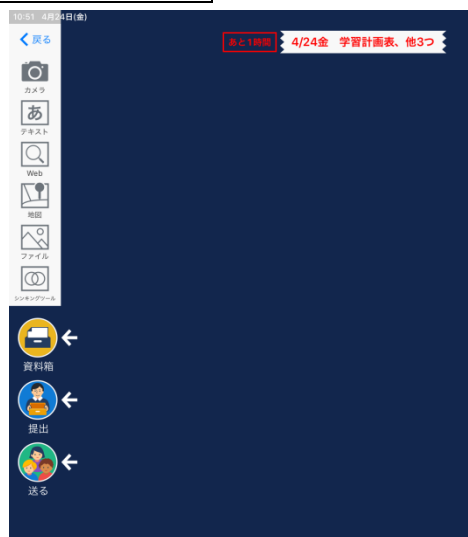 10:51 4月24日(金)
戻る
あと1時間
4/24金 学習計画表、他3つ
カメラ
あ
テキスト
Web
地図
ファイル
シンキングツール
資料箱
提出
送る